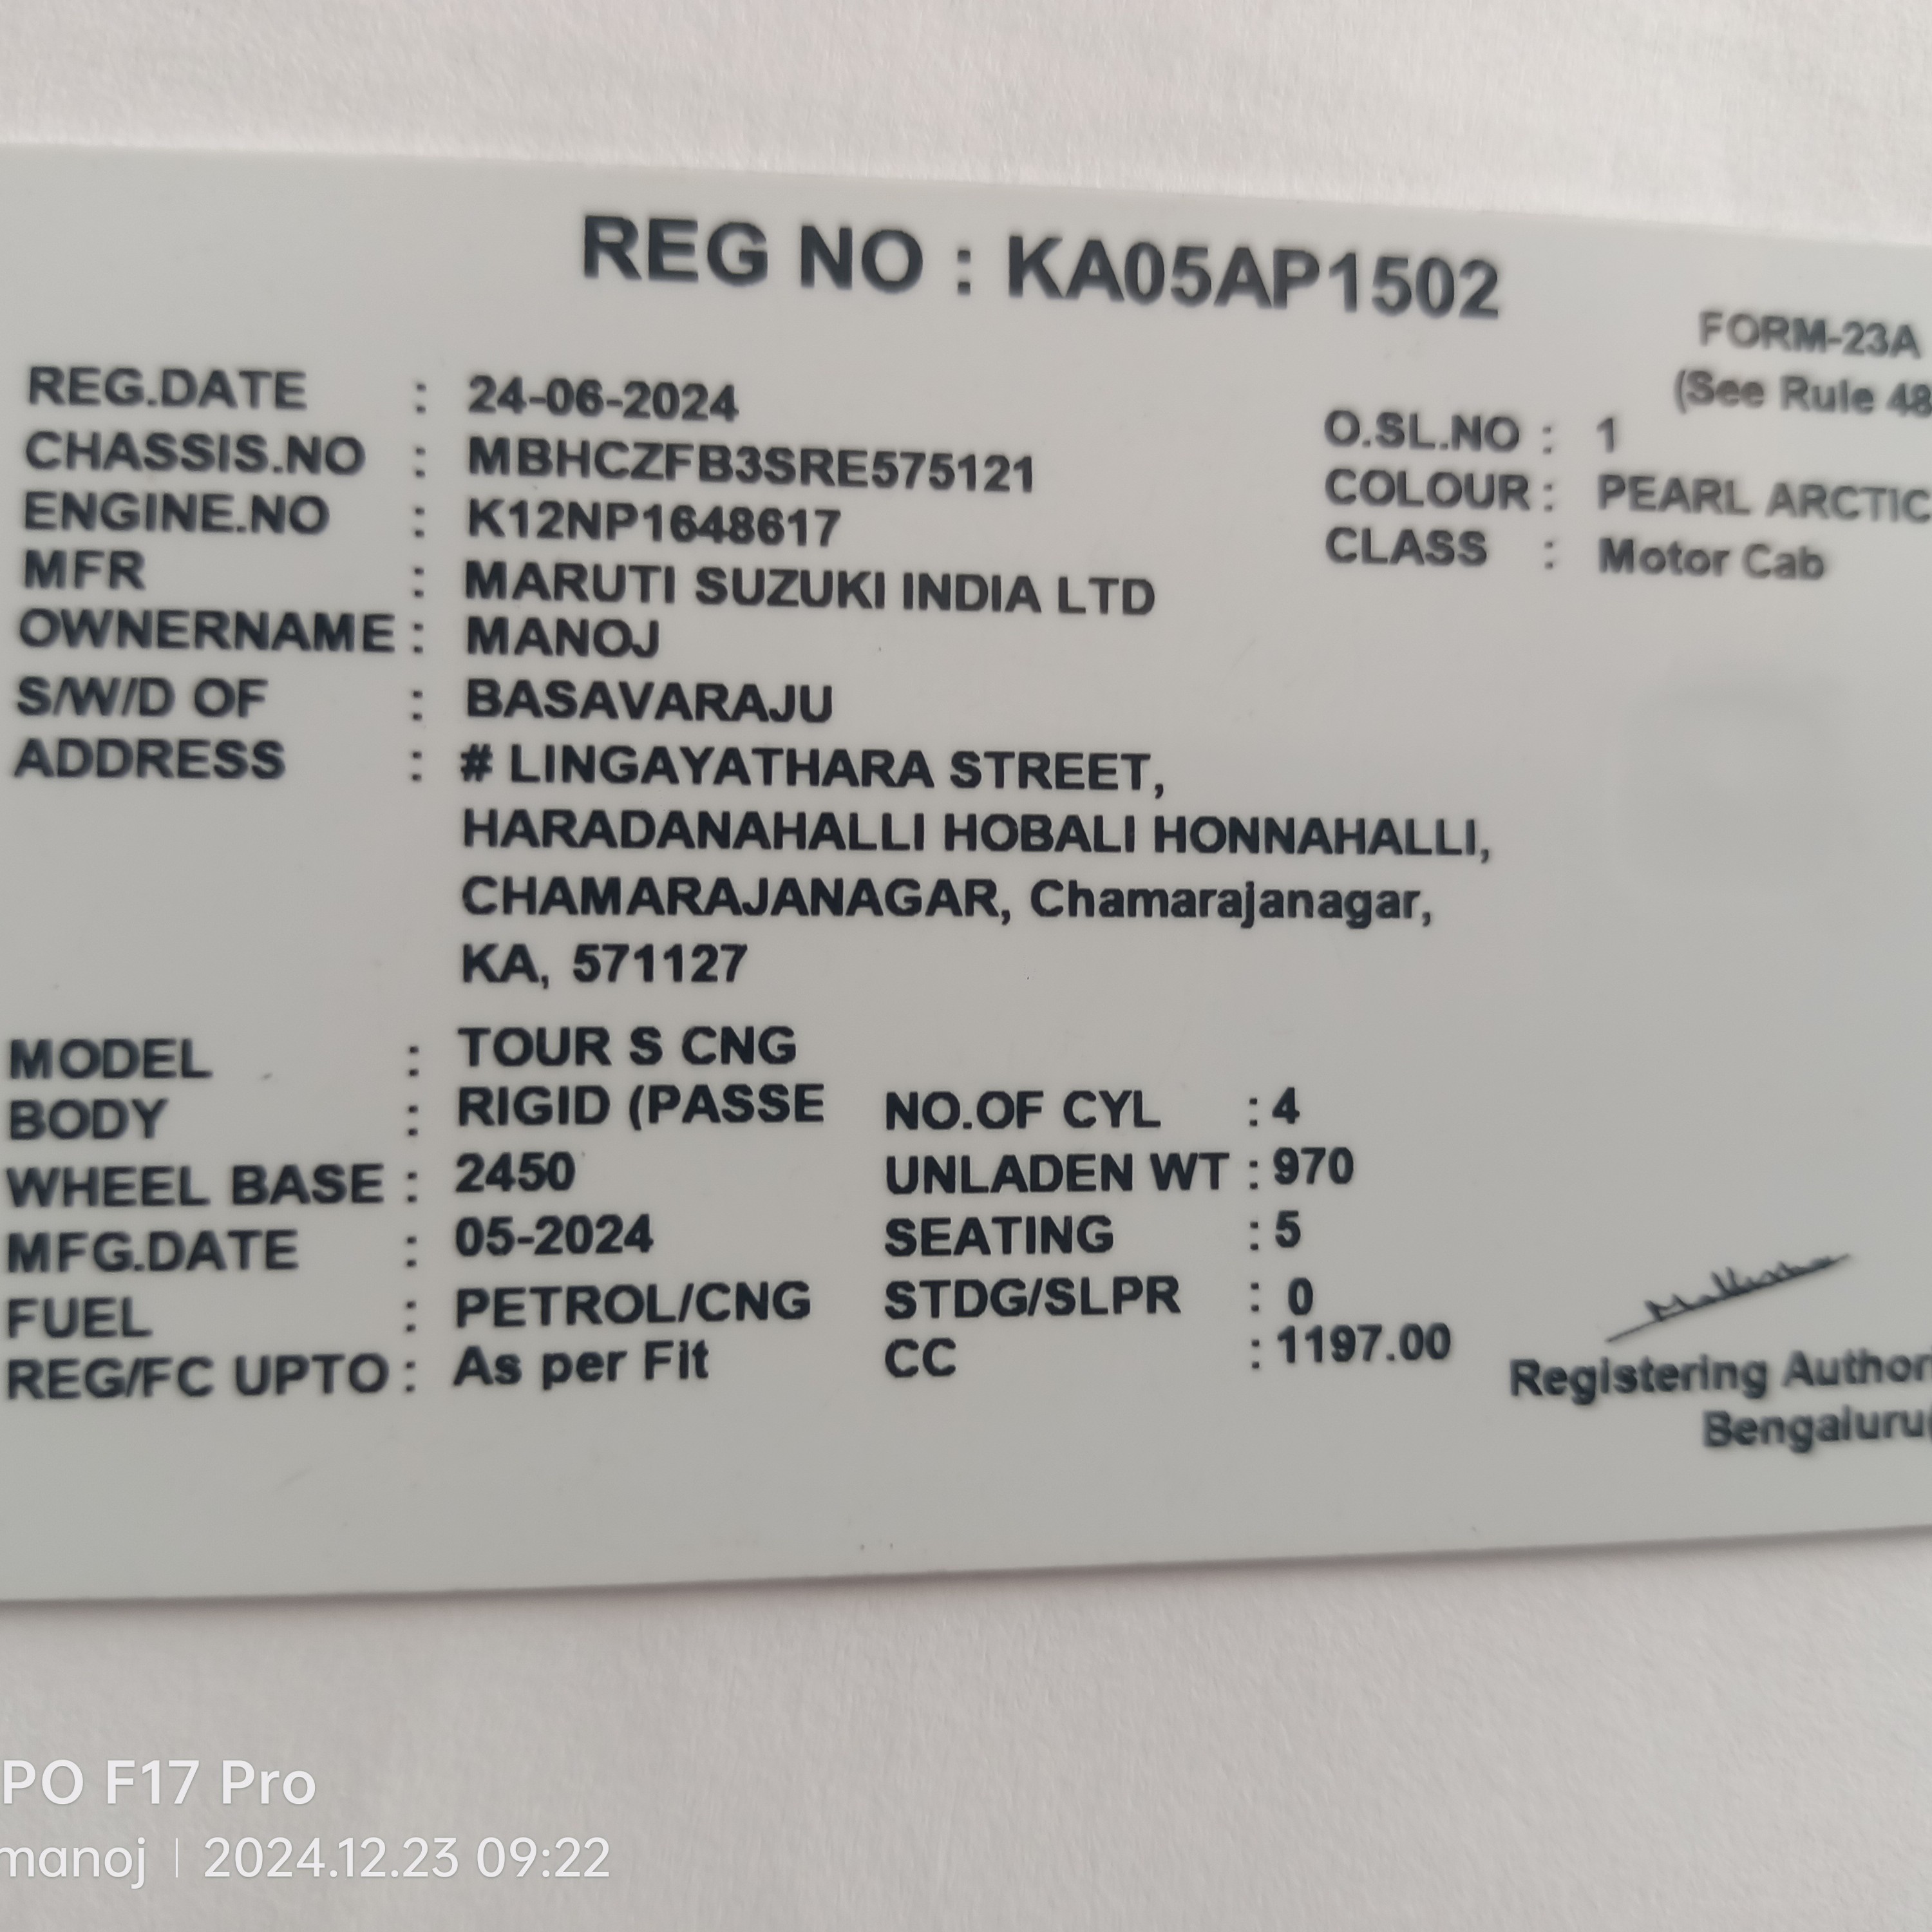 REG NO : KA05AP1502
FORM-23A
(See Rule 48
REG.DATE : 24-06-2024
O.SL.NO : 1
CHASSIS.NO : MBHCZFB3SRE575121
COLOUR : PEARL ARCTIC
ENGINE.NO : K12NP1648617
CLASS : Motor Cab
MFR : MARUTI SUZUKI INDIA LTD
OWNERNAME : MANOJ
S/W/D OF : BASAVARAJU
ADDRESS : # LINGAYATHARA STREET,
HARADANAHALLI HOBALI HONNAHALLI,
CHAMARAJANAGAR, Chamarajanagar,
KA, 571127
MODEL : TOUR S CNG
BODY : RIGID (PASSE NO.OF CYL : 4
WHEEL BASE : 2450 UNLADEN WT : 970
MFG.DATE : 05-2024 SEATING : 5
FUEL : PETROL/CNG STDG/SLPR : 0
REG/FC UPTO : As per Fit CC : 1197.00
Registering Authori
Bengaluru(
PO F17 Pro
manoj | 2024.12.23 09:22